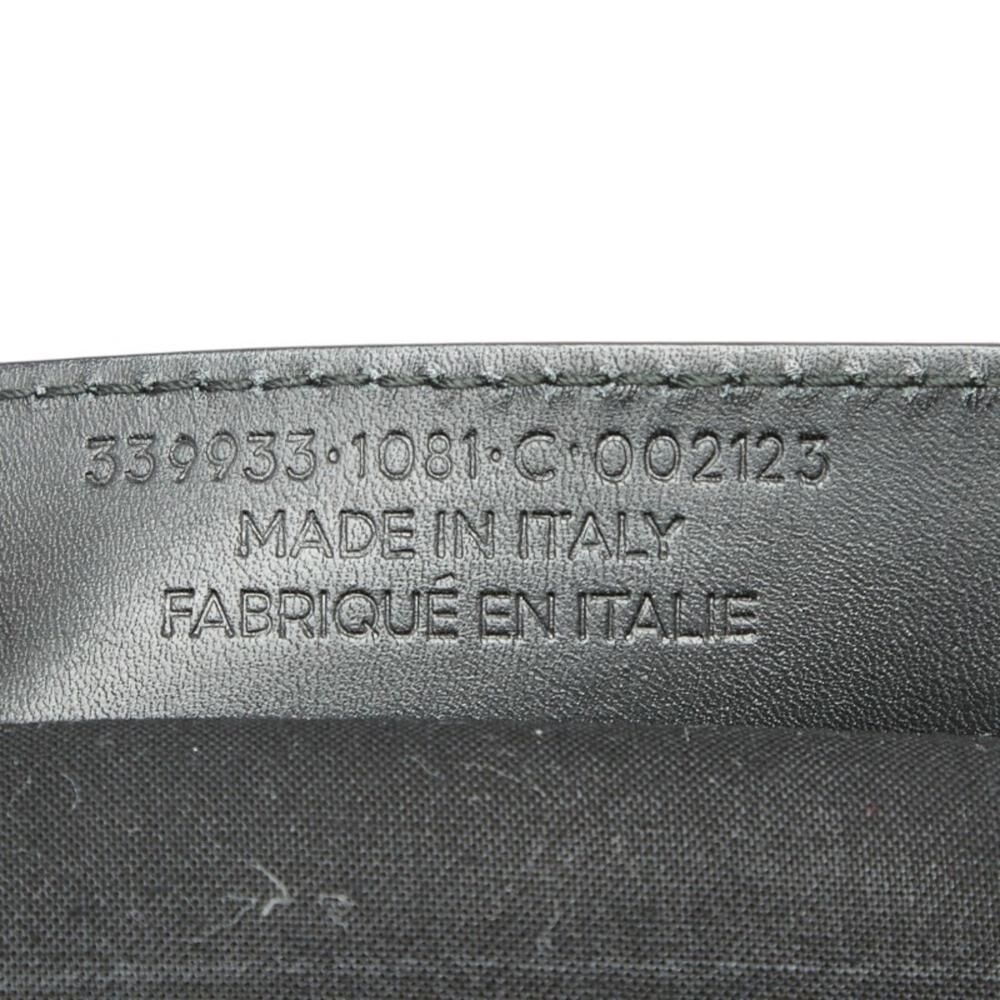 339933·1081·C·002123
MADE IN ITALY
FABRIQUÉ EN ITALIE